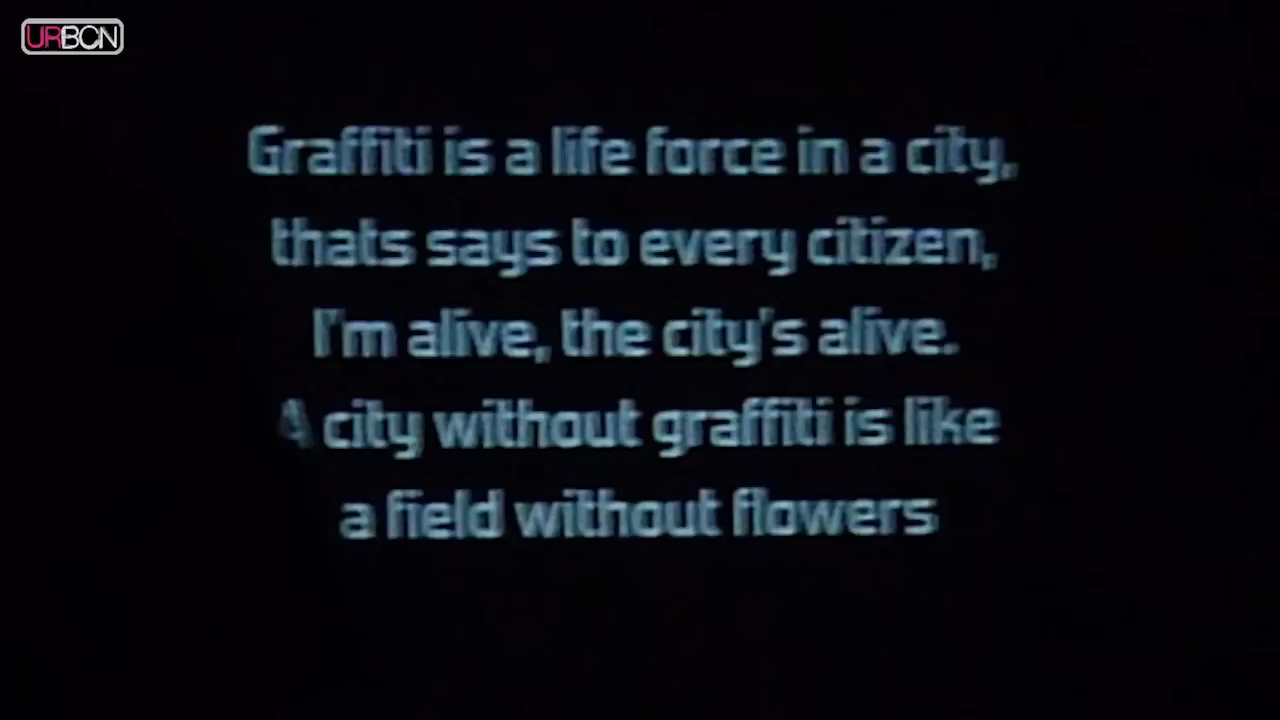 URBCN
Graffiti is a life force in a city,
thats says to every citizen,
I'm alive, the city's alive.
A city without graffiti is like
a field without flowers